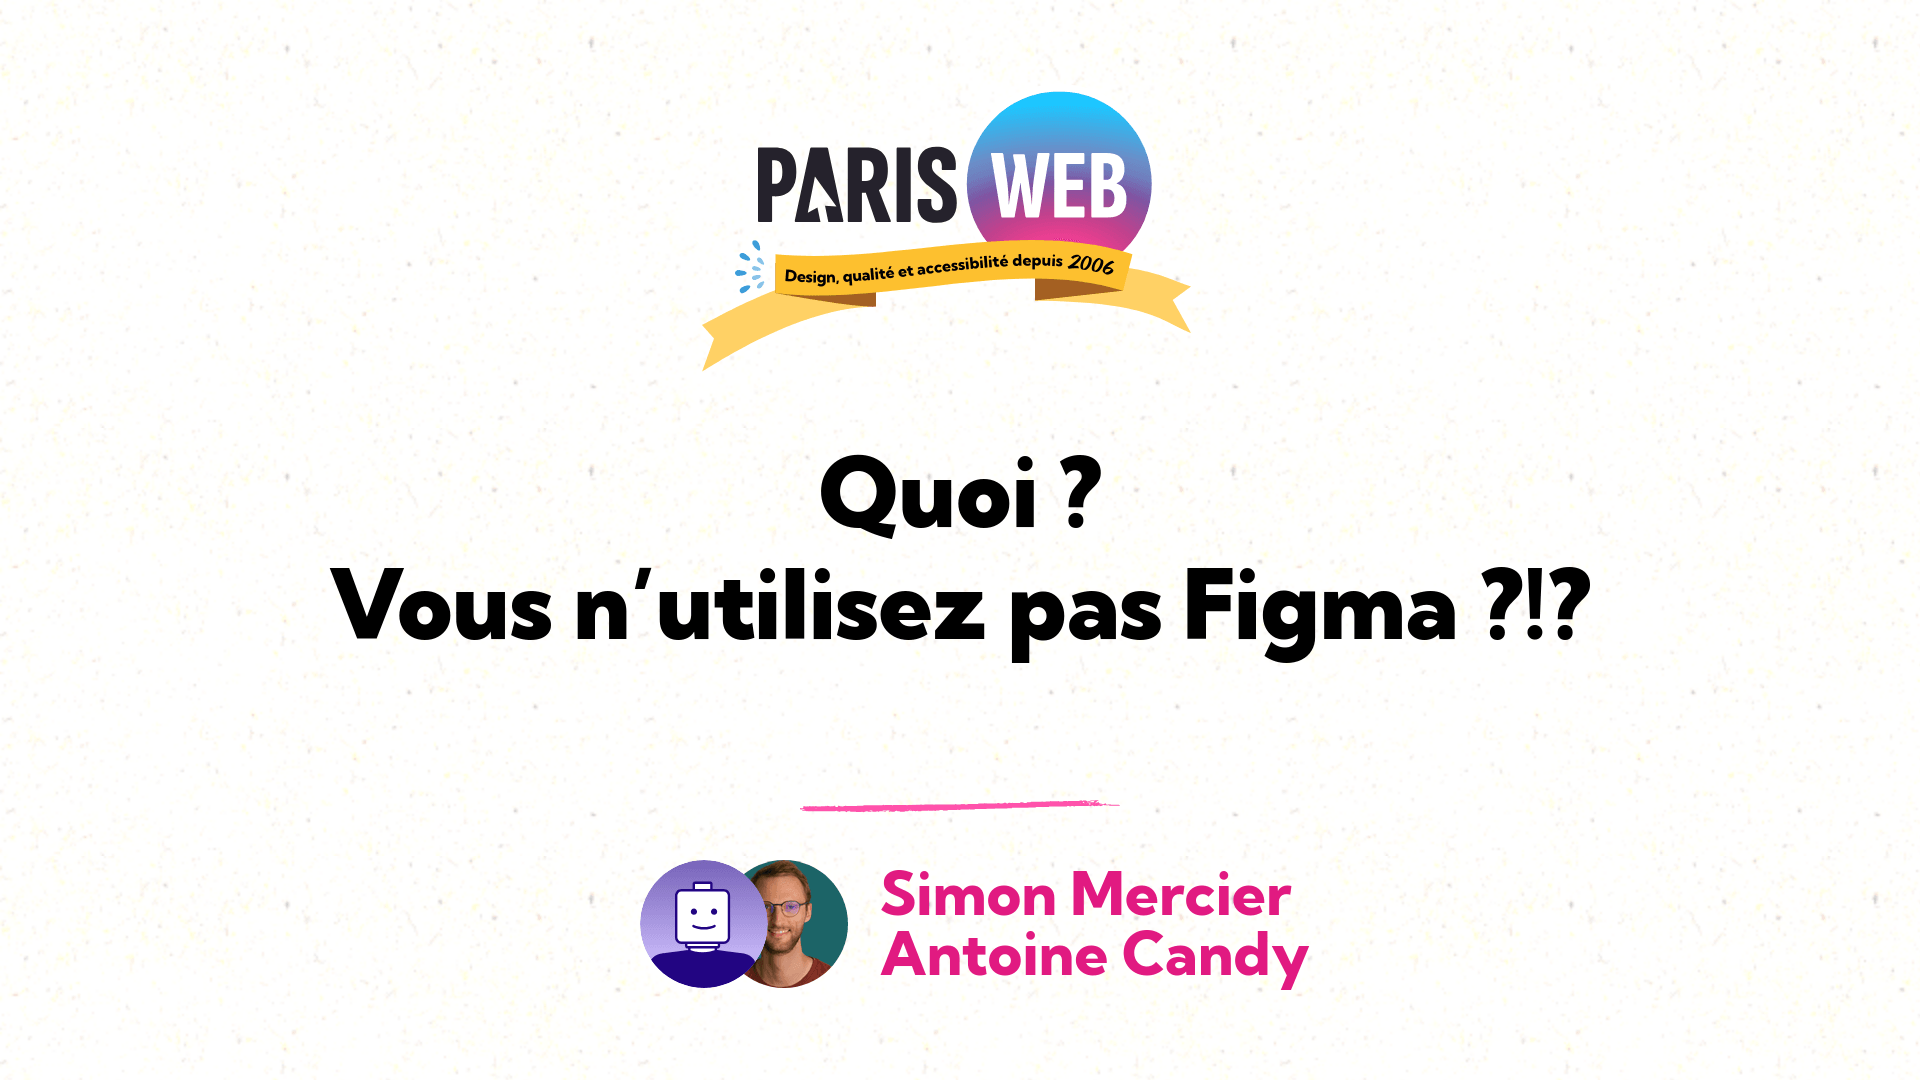 PARIS WEB
Design, qualité et accessibilité depuis 2006
Quoi ?
Vous n’utilisez pas Figma ?!?
Simon Mercier
Antoine Candy